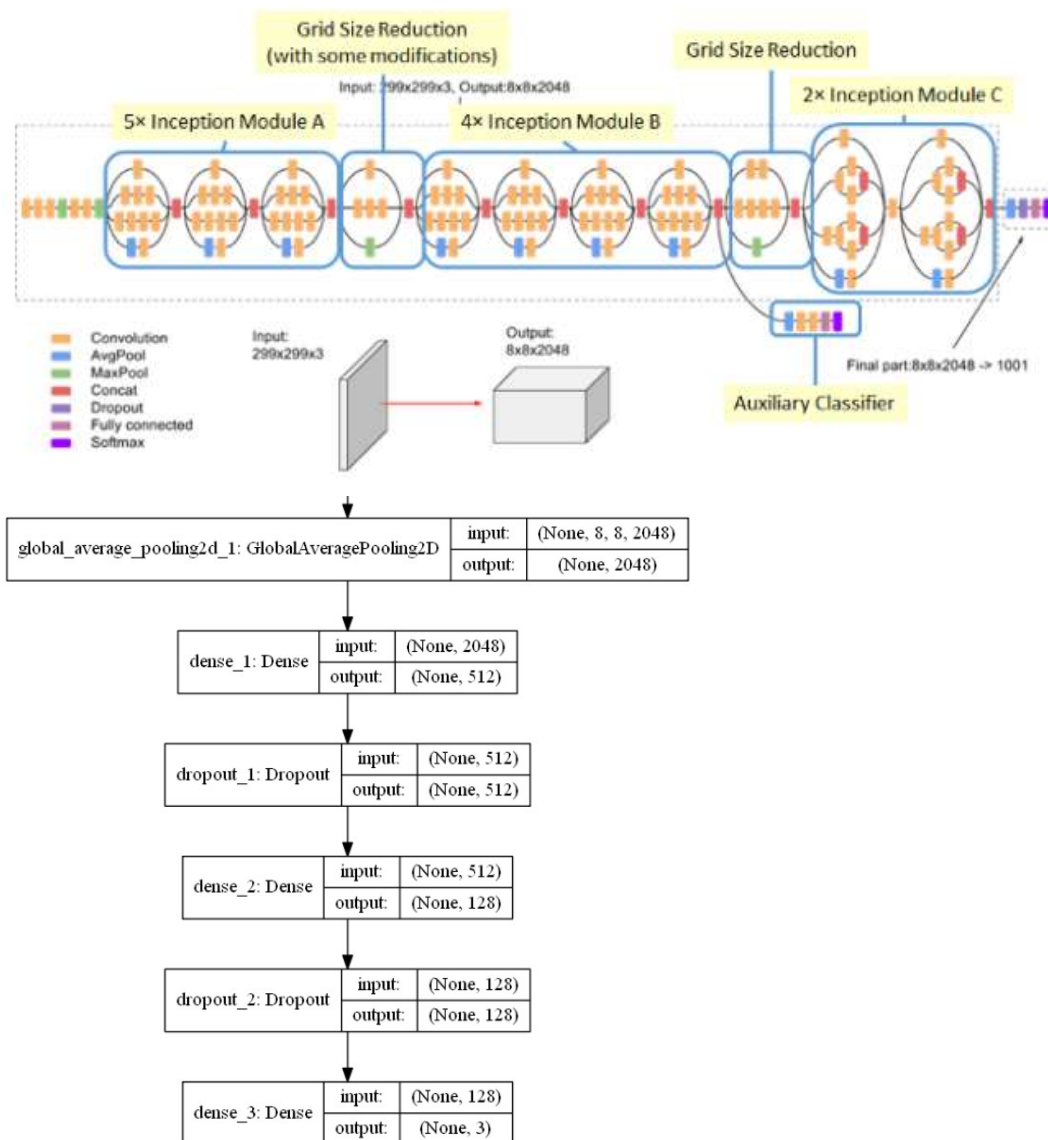 Grid Size Reduction
(with some modifications)
Grid Size Reduction
Input: 299x299x3, Output:8x8x2048
2× Inception Module C
5× Inception Module A
4× Inception Module B
Convolution
AvgPool
MaxPool
Concat
Dropout
Fully connected
Softmax
Input:
299x299x3
Output:
8x8x2048
Final part:8x8x2048 -> 1001
Auxiliary Classifier
global_average_pooling2d_1: GlobalAveragePooling2D
input:
(None, 8, 8, 2048)
output:
(None, 2048)
dense_1: Dense
input:
(None, 2048)
output:
(None, 512)
dropout_1: Dropout
input:
(None, 512)
output:
(None, 512)
dense_2: Dense
input:
(None, 512)
output:
(None, 128)
dropout_2: Dropout
input:
(None, 128)
output:
(None, 128)
dense_3: Dense
input:
(None, 128)
output:
(None, 3)